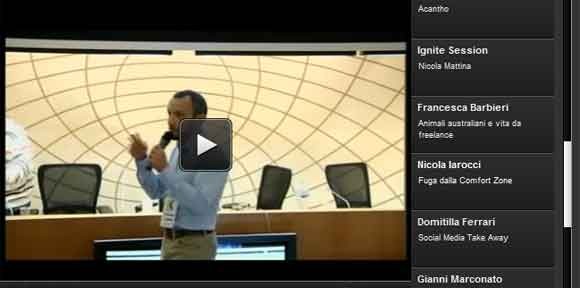 Acantho
Ignite Session
Nicola Mattina
Francesca Barbieri
Animali australiani e vita da
freelance
Nicola Iarocci
Fuga dalla Comfort Zone
Domitilla Ferrari
Social Media Take Away
Gianni Marconato